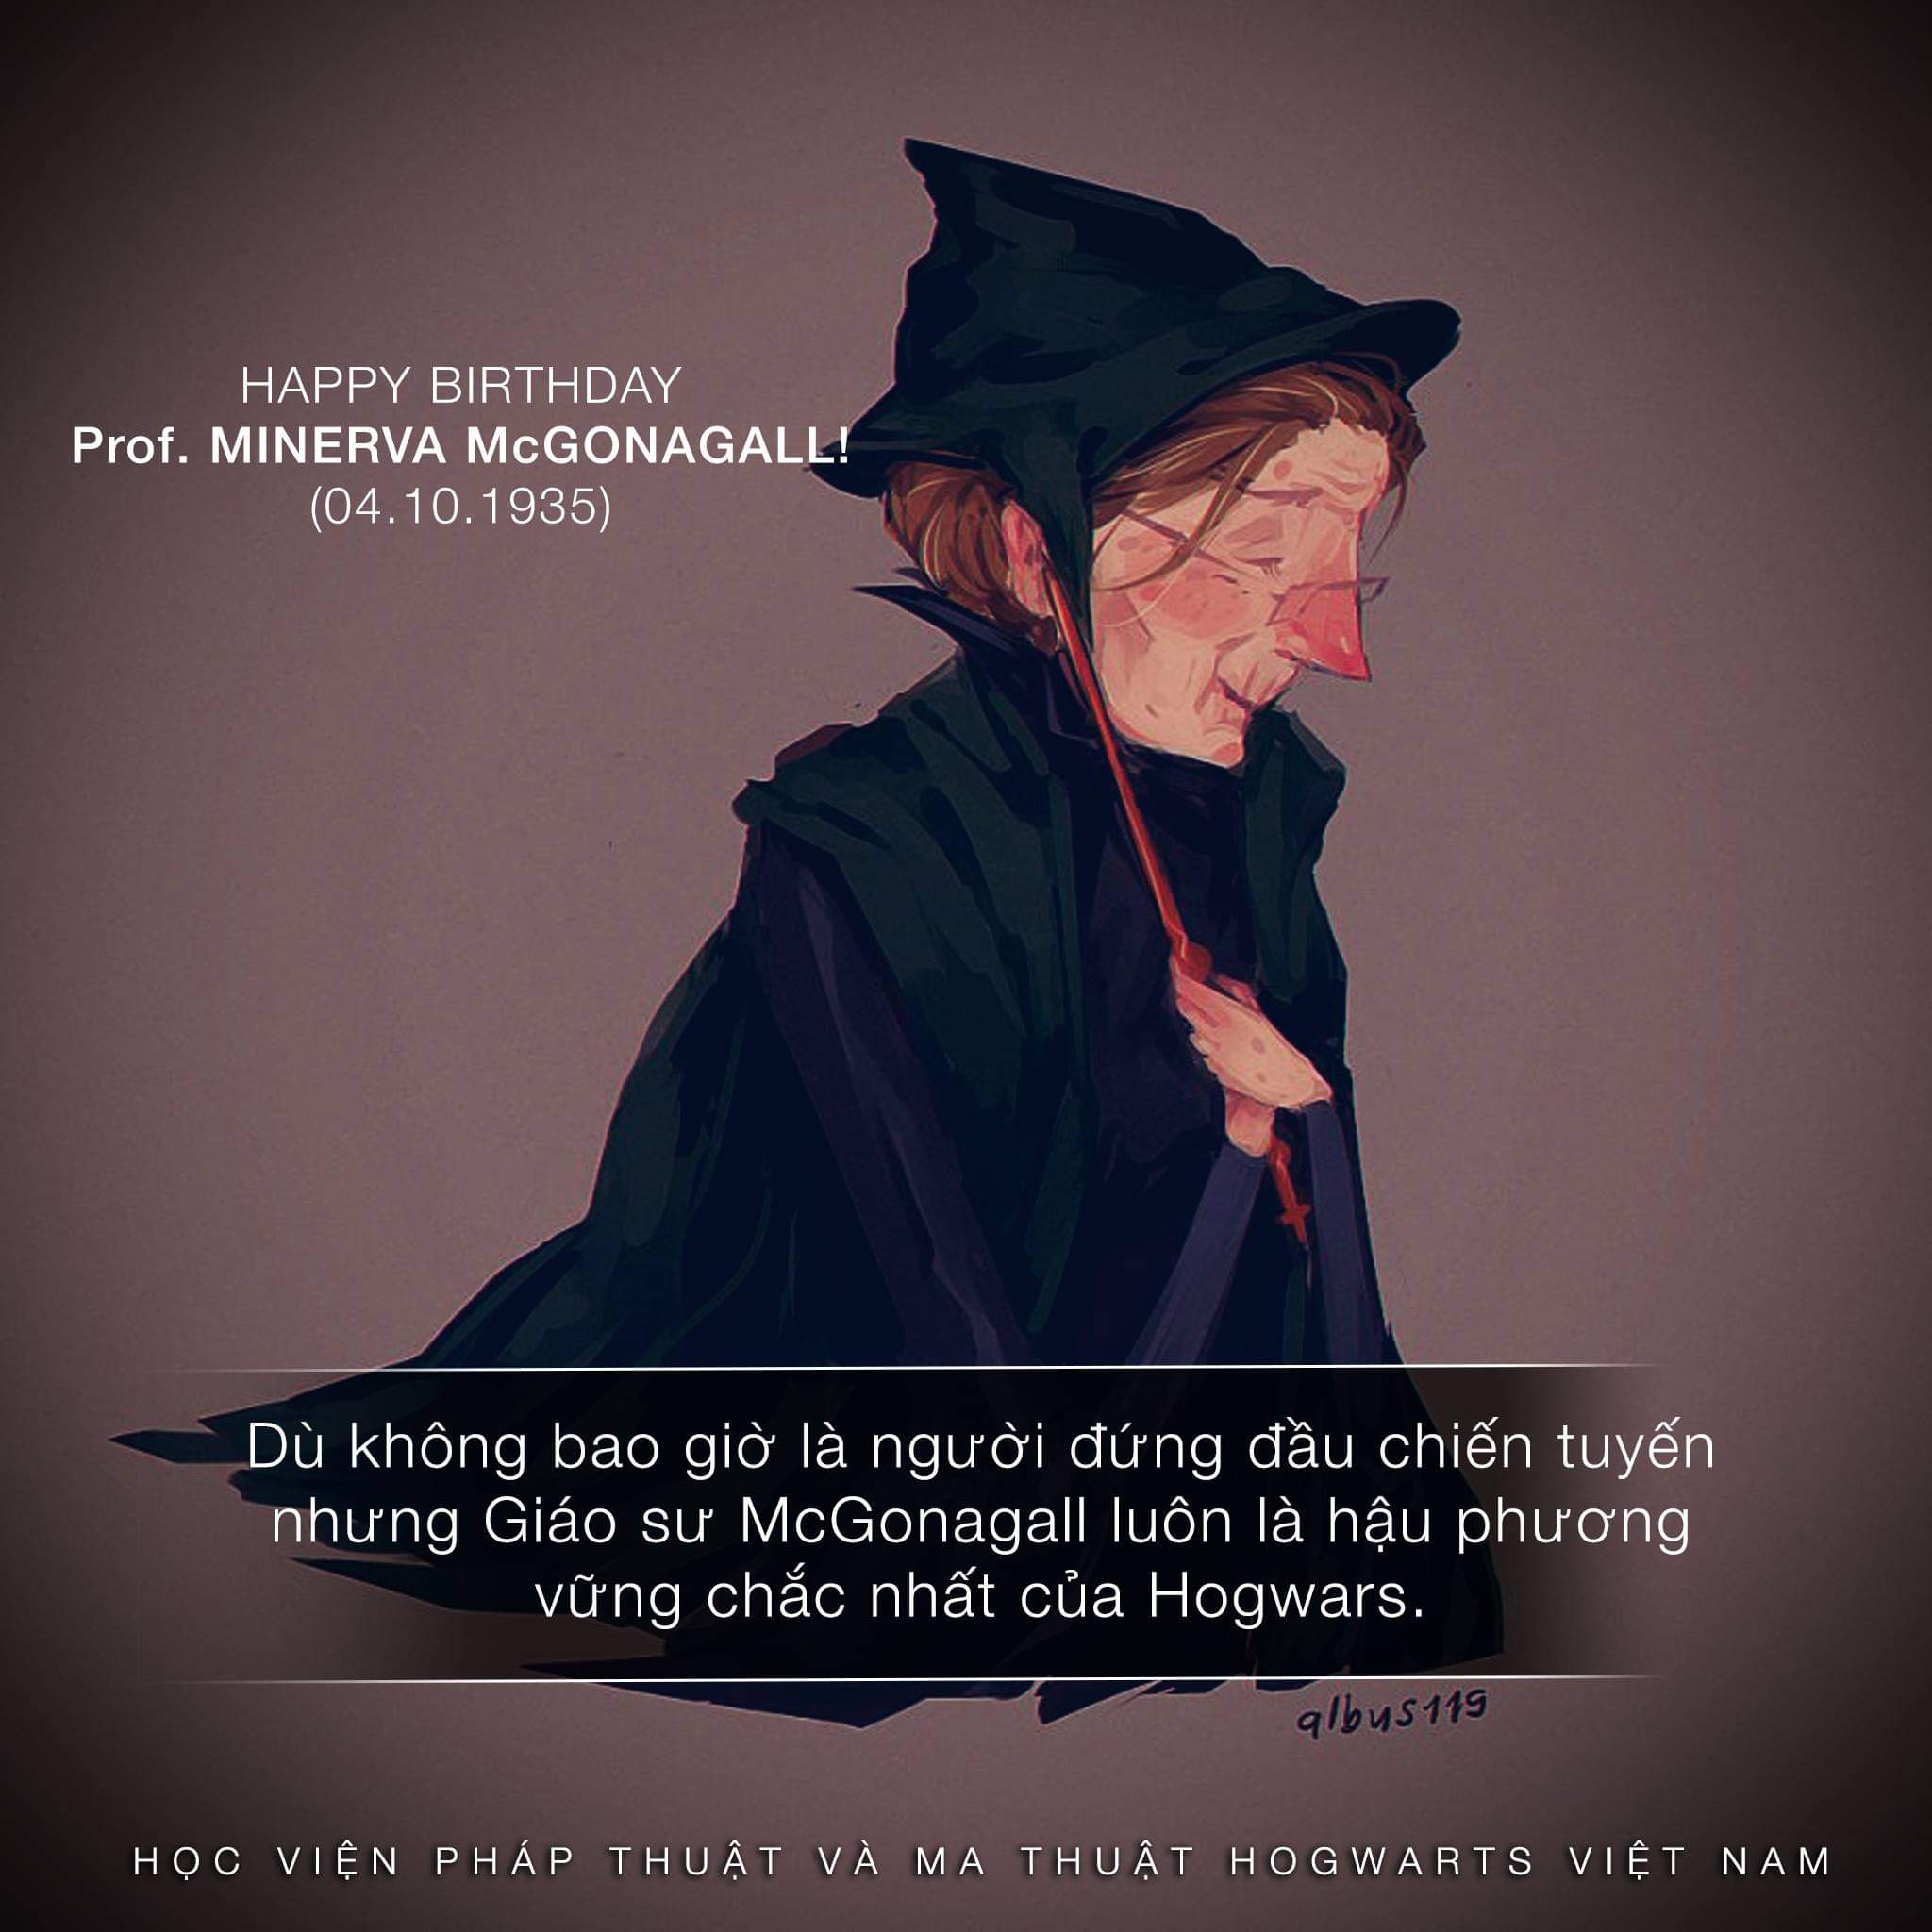 HAPPY BIRTHDAY
Prof. MINERVA McGONAGALL!
(04.10.1935)
Dù không bao giờ là người đứng đầu chiến tuyến
nhưng Giáo sư McGonagall luôn là hậu phương
vững chắc nhất của Hogwars.
albus119
HỌC VIỆN PHÁP THUẬT VÀ MA THUẬT HOGWARTS VIỆT NAM